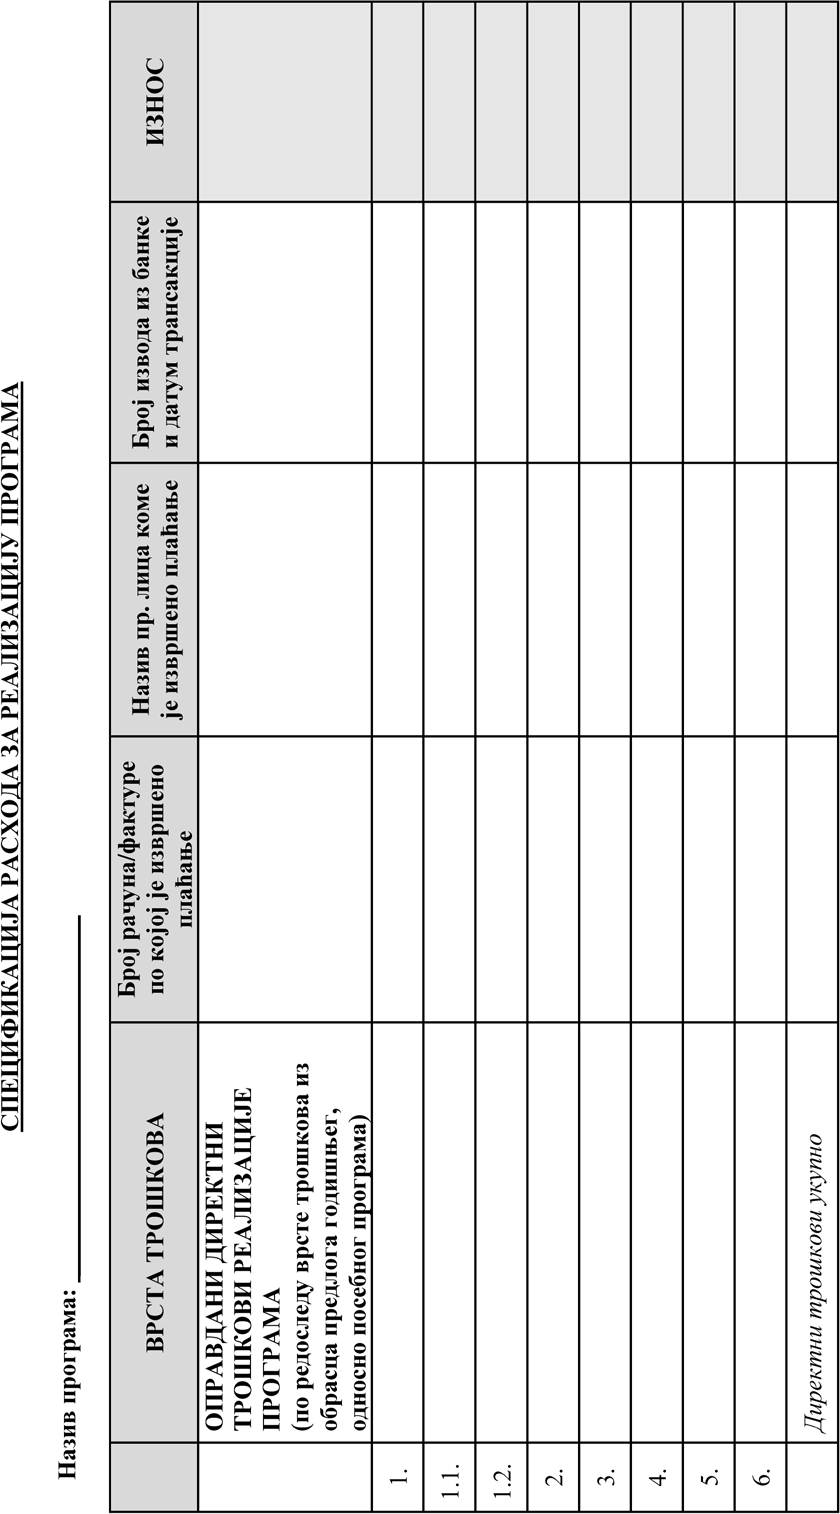 СПЕЦИФИКАЦИЈА РАСХОДА ЗА РЕАЛИЗАЦИЈУ ПРОГРАМА
Назив програма:
ВРСТА ТРОШКОВА
Број рачуна/фактуре
по којој је извршено
плаћање
Назив пр. лица коме
је извршено плаћање
Број извода из банке
и датум трансакције
ИЗНОС
ОПРАВДАНИ ДИРЕКТНИ
ТРОШКОВИ РЕАЛИЗАЦИЈЕ
ПРОГРАМА
(по редоследу врсте трошкова из
обрасца предлога годишњег,
односно посебног програма)
1.
1.1.
1.2.
2.
3.
4.
5.
6.
Директни трошкови укупно